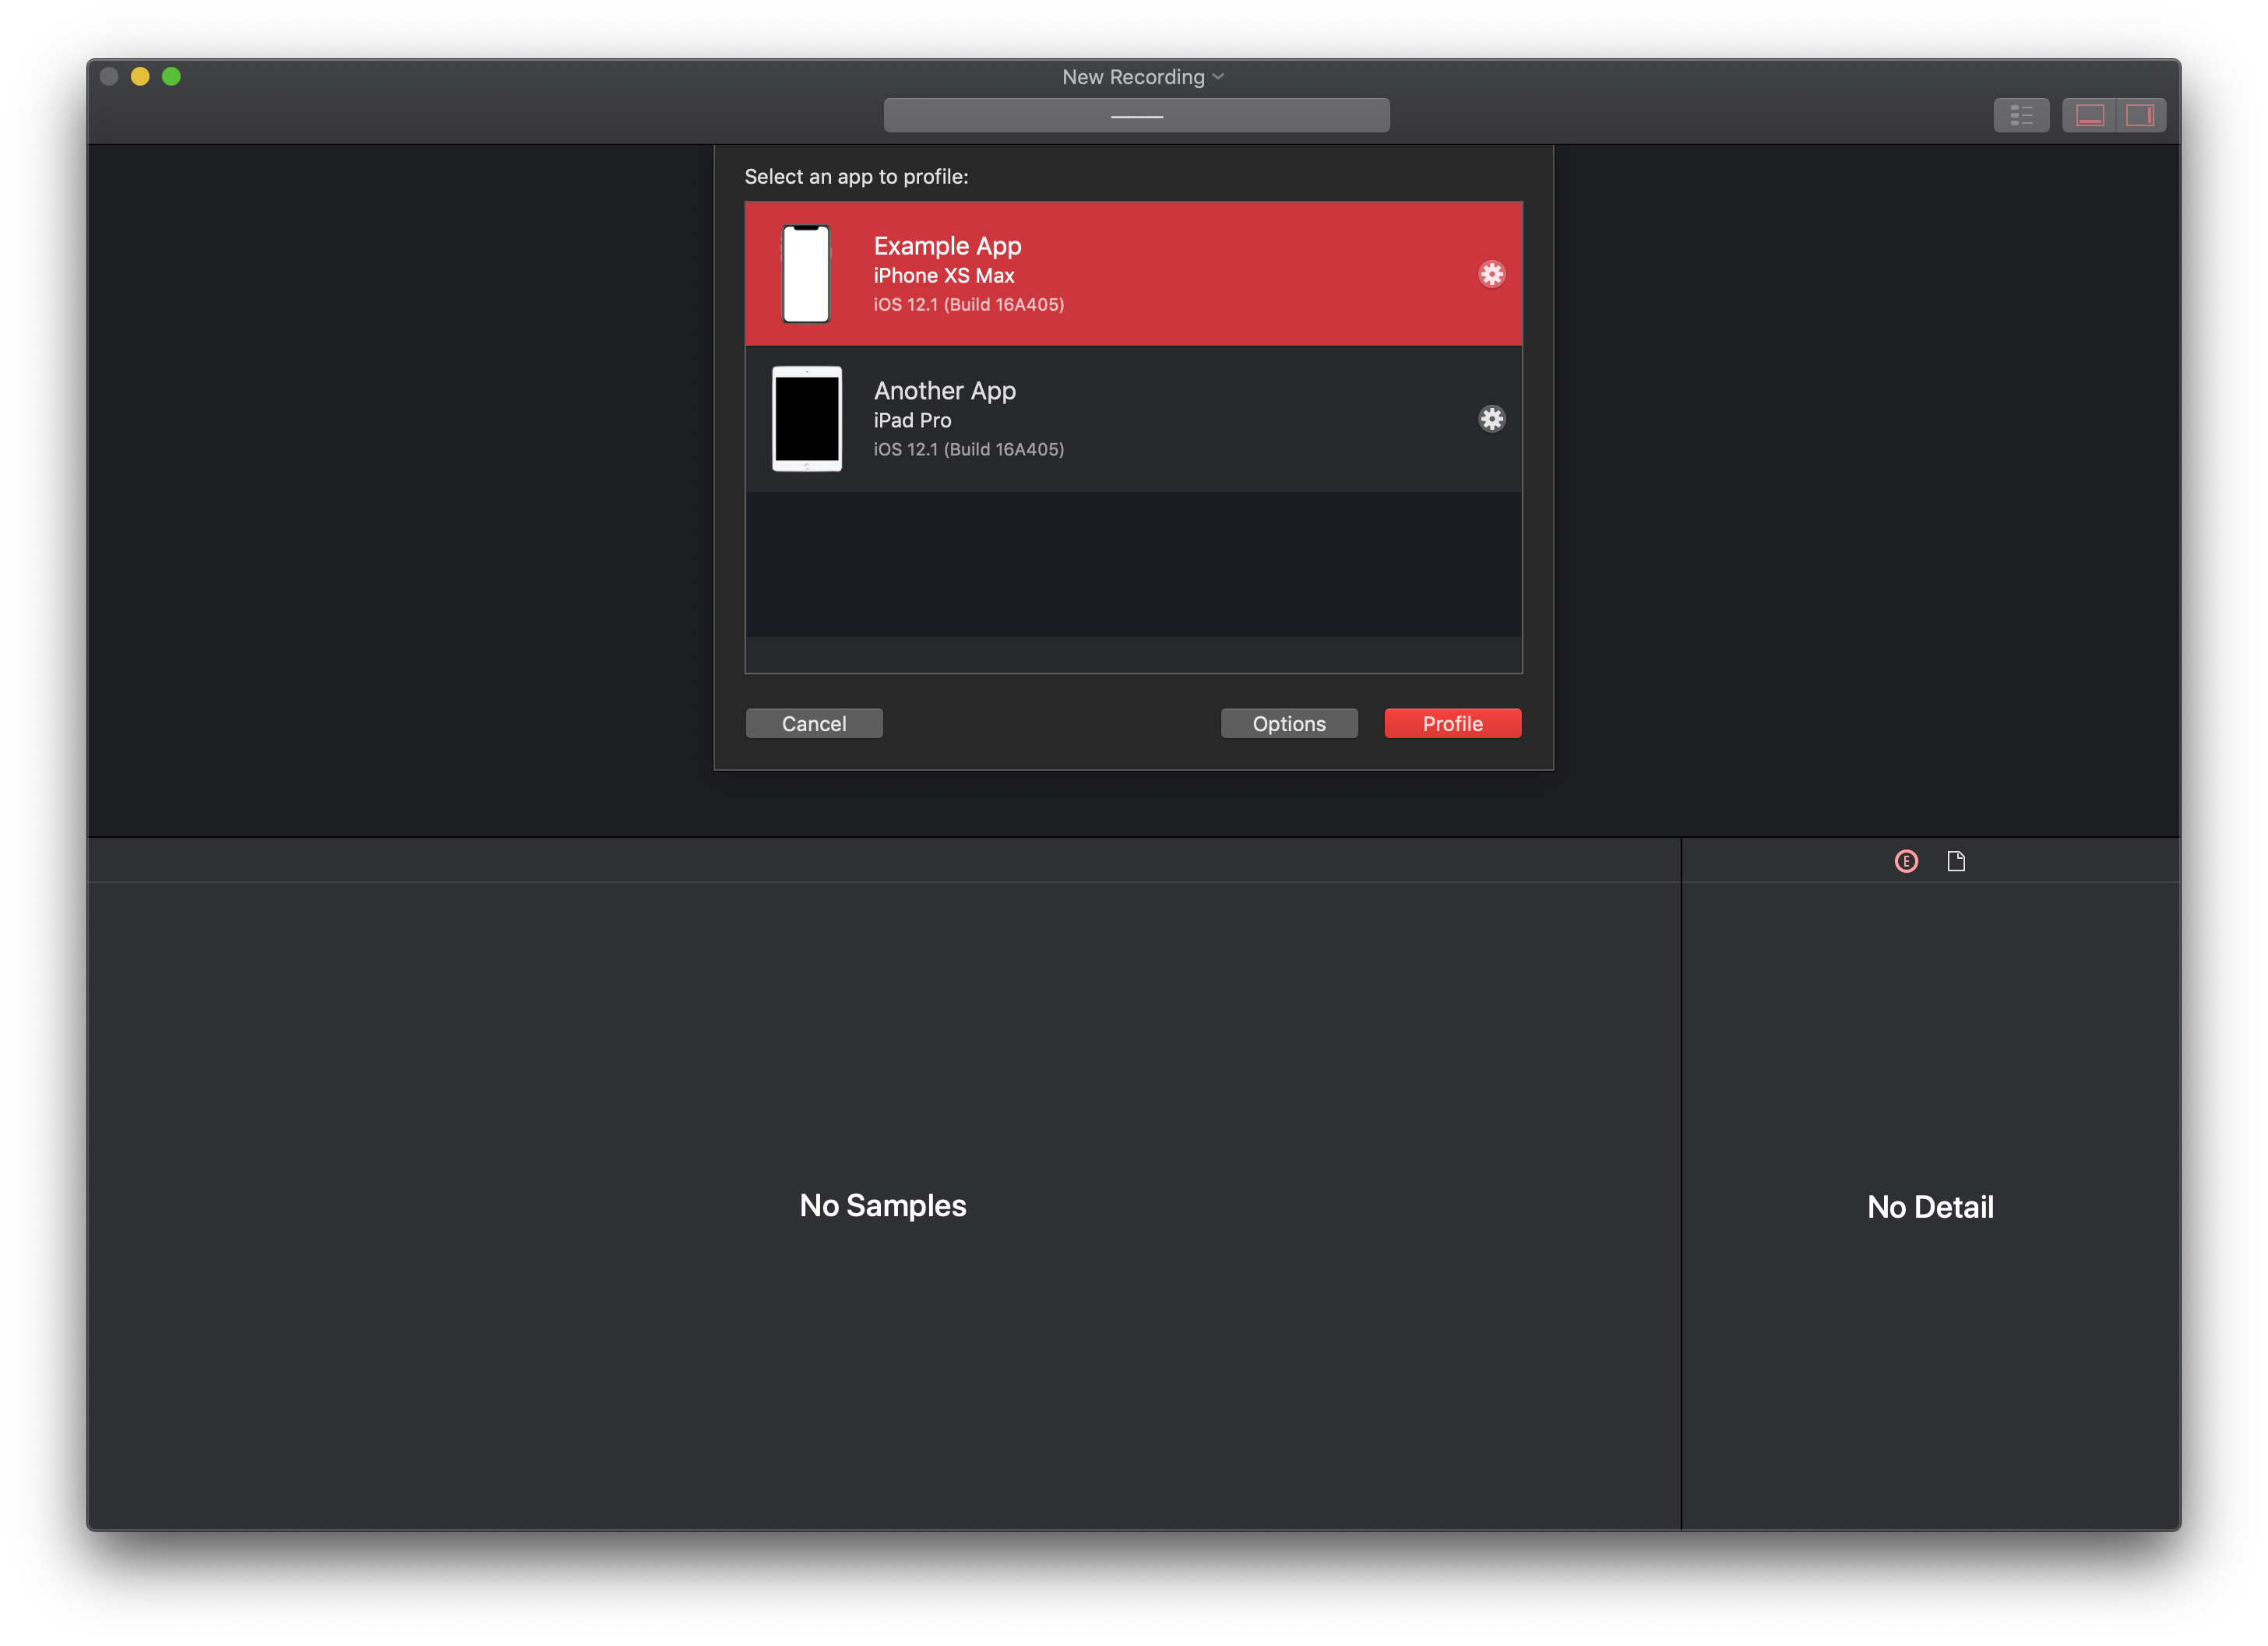 New Recording
Select an app to profile:
Example App
iPhone XS Max
iOS 12.1 (Build 16A405)
Another App
iPad Pro
iOS 12.1 (Build 16A405)
Cancel
Options
Profile
E
No Samples
No Detail